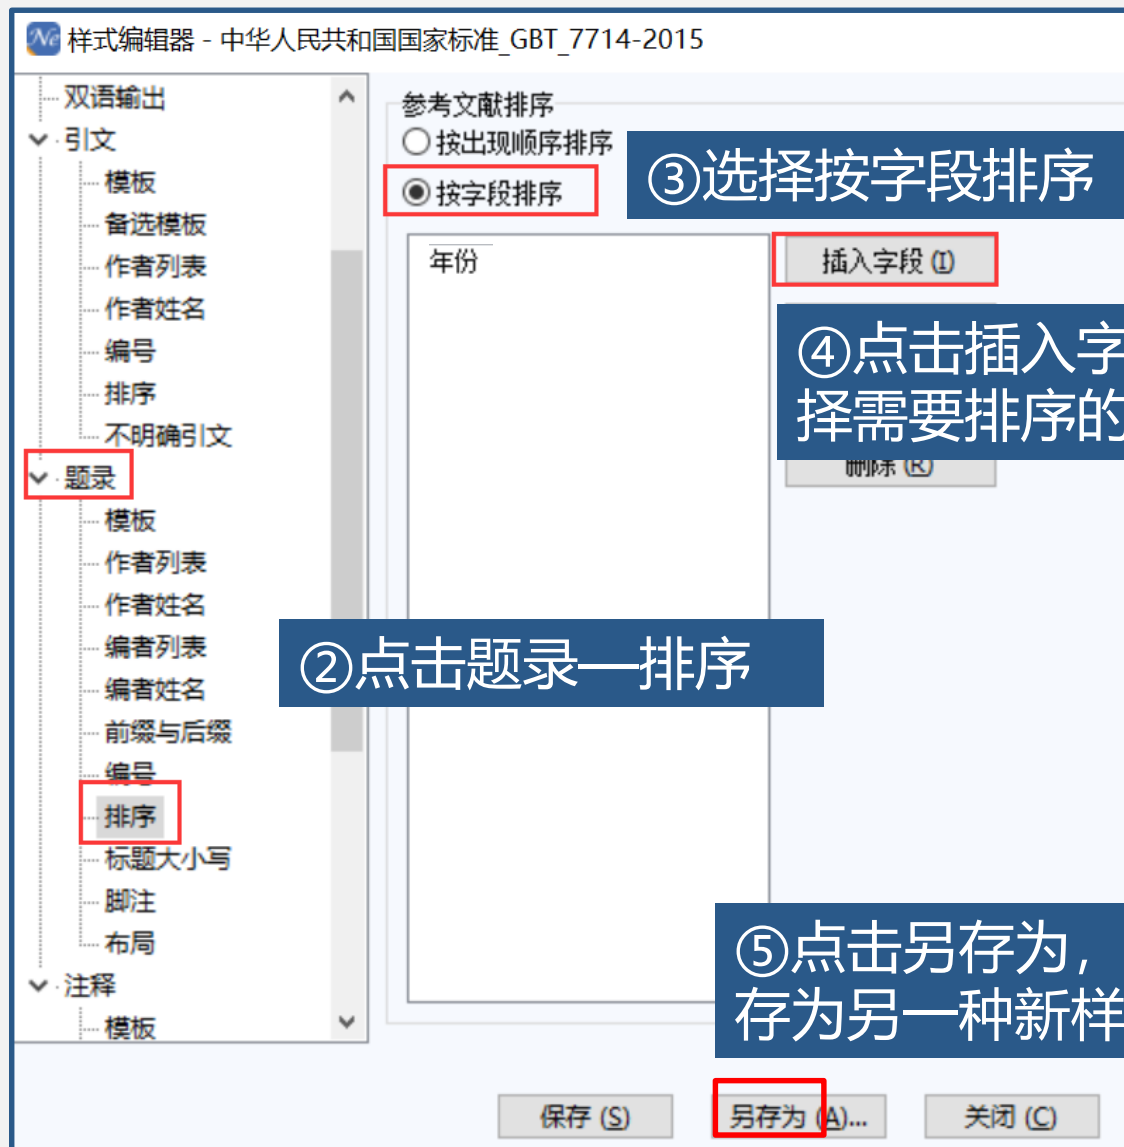 Ne 样式编辑器 - 中华人民共和国国家标准_GBT_7714-2015
双语输出
引文
模板
备选模板
作者列表
作者姓名
编号
排序
不明确引文
题录
模板
作者列表
作者姓名
编者列表
编者姓名
前缀与后缀
编号
排序
标题大小写
脚注
布局
注释
模板
参考文献排序
按出现顺序排序
按字段排序
③选择按字段排序
年份
插入字段 (I)
④点击插入字
择需要排序的
删除 (R)
②点击题录—排序
⑤点击另存为，
存为另一种新样
保存 (S)
另存为 (A)...
关闭 (C)